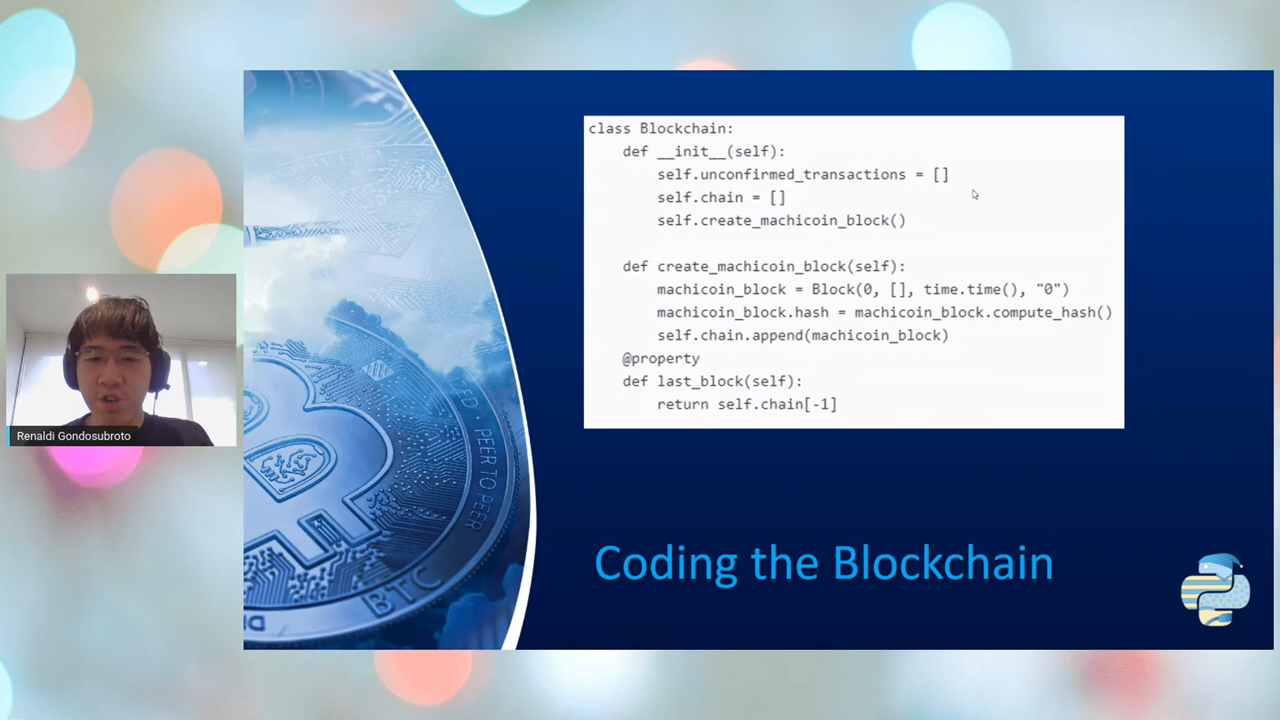 class Blockchain:
    def __init__(self):
        self.unconfirmed_transactions = []
        self.chain = []
        self.create_machicoin_block()
    def create_machicoin_block(self):
        machicoin_block = Block(0, [], time.time(), "0")
        machicoin_block.hash = machicoin_block.compute_hash()
        self.chain.append(machicoin_block)
    @property
    def last_block(self):
        return self.chain[-1]
Renaldi Gondosubroto
PEER TO PEER
BTC
Coding the Blockchain